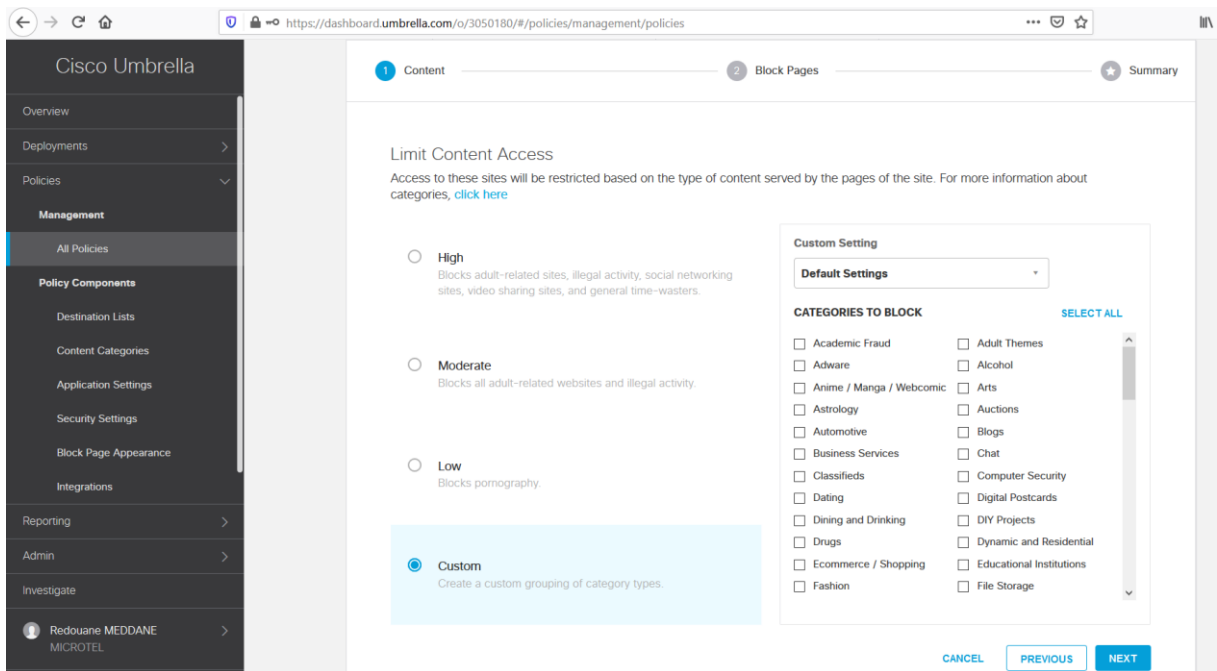 https://dashboard.umbrella.com/o/3050180/#/policies/management/policies
Cisco Umbrella
Overview
Deployments
Policies
Management
All Policies
Policy Components
Destination Lists
Content Categories
Application Settings
Security Settings
Block Page Appearance
Integrations
Reporting
Admin
Investigate
Redouane MEDDANE
MICROTEL
1 Content
2 Block Pages
Summary
Limit Content Access
Access to these sites will be restricted based on the type of content served by the pages of the site. For more information about
categories, click here
High
Blocks adult-related sites, illegal activity, social networking
sites, video sharing sites, and general time-wasters.
Moderate
Blocks all adult-related websites and illegal activity.
Low
Blocks pornography.
Custom
Create a custom grouping of category types.
Custom Setting
Default Settings
CATEGORIES TO BLOCK SELECT ALL
Academic Fraud Adult Themes
Adware Alcohol
Anime / Manga / Webcomic Arts
Astrology Auctions
Automotive Blogs
Business Services Chat
Classifieds Computer Security
Dating Digital Postcards
Dining and Drinking DIY Projects
Drugs Dynamic and Residential
Ecommerce / Shopping Educational Institutions
Fashion File Storage
CANCEL PREVIOUS NEXT